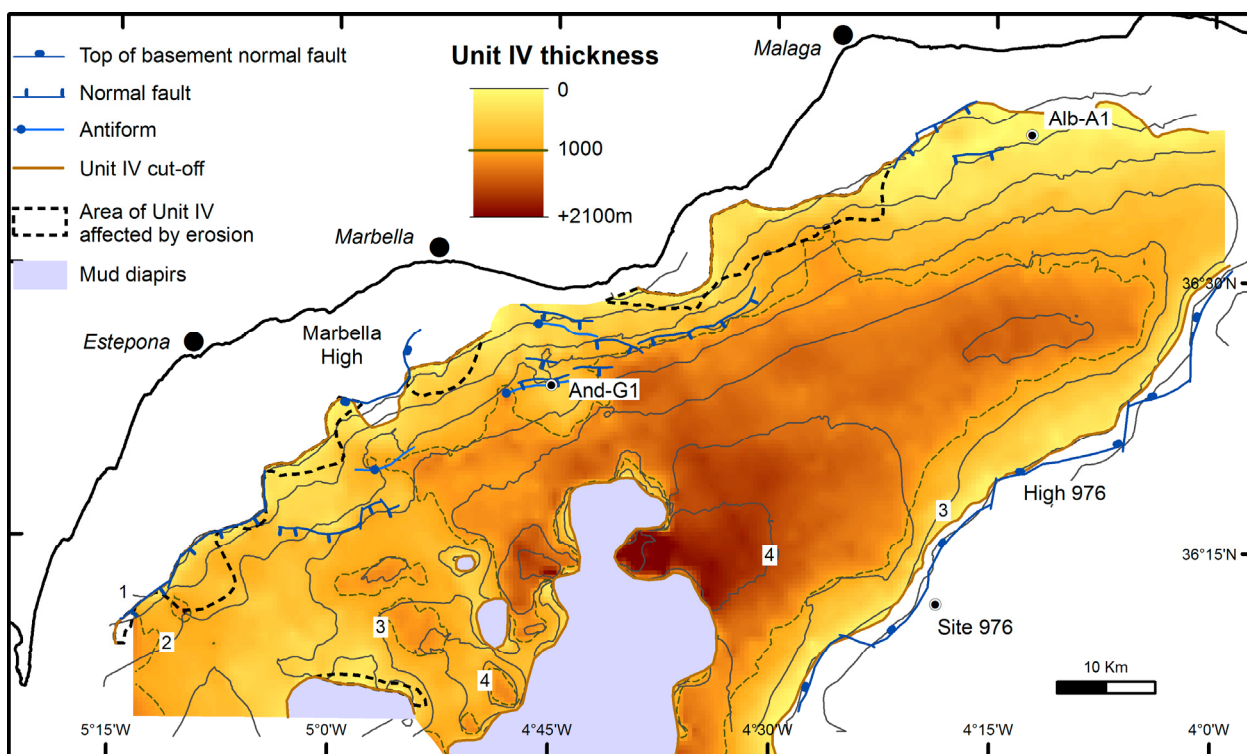 Top of basement normal fault
Normal fault
Antiform
Unit IV cut-off
Area of Unit IV
affected by erosion
Mud diapirs
Unit IV thickness
0
1000
+2100m
Malaga
Alb-A1
Marbella
36°30'N
Estepona
Marbella
High
And-G1
High 976
3
4
36°15'N
1
Site 976
3
2
4
10 Km
5°15'W
5°00'W
4°45'W
4°30'W
4°15'W
4°0'W